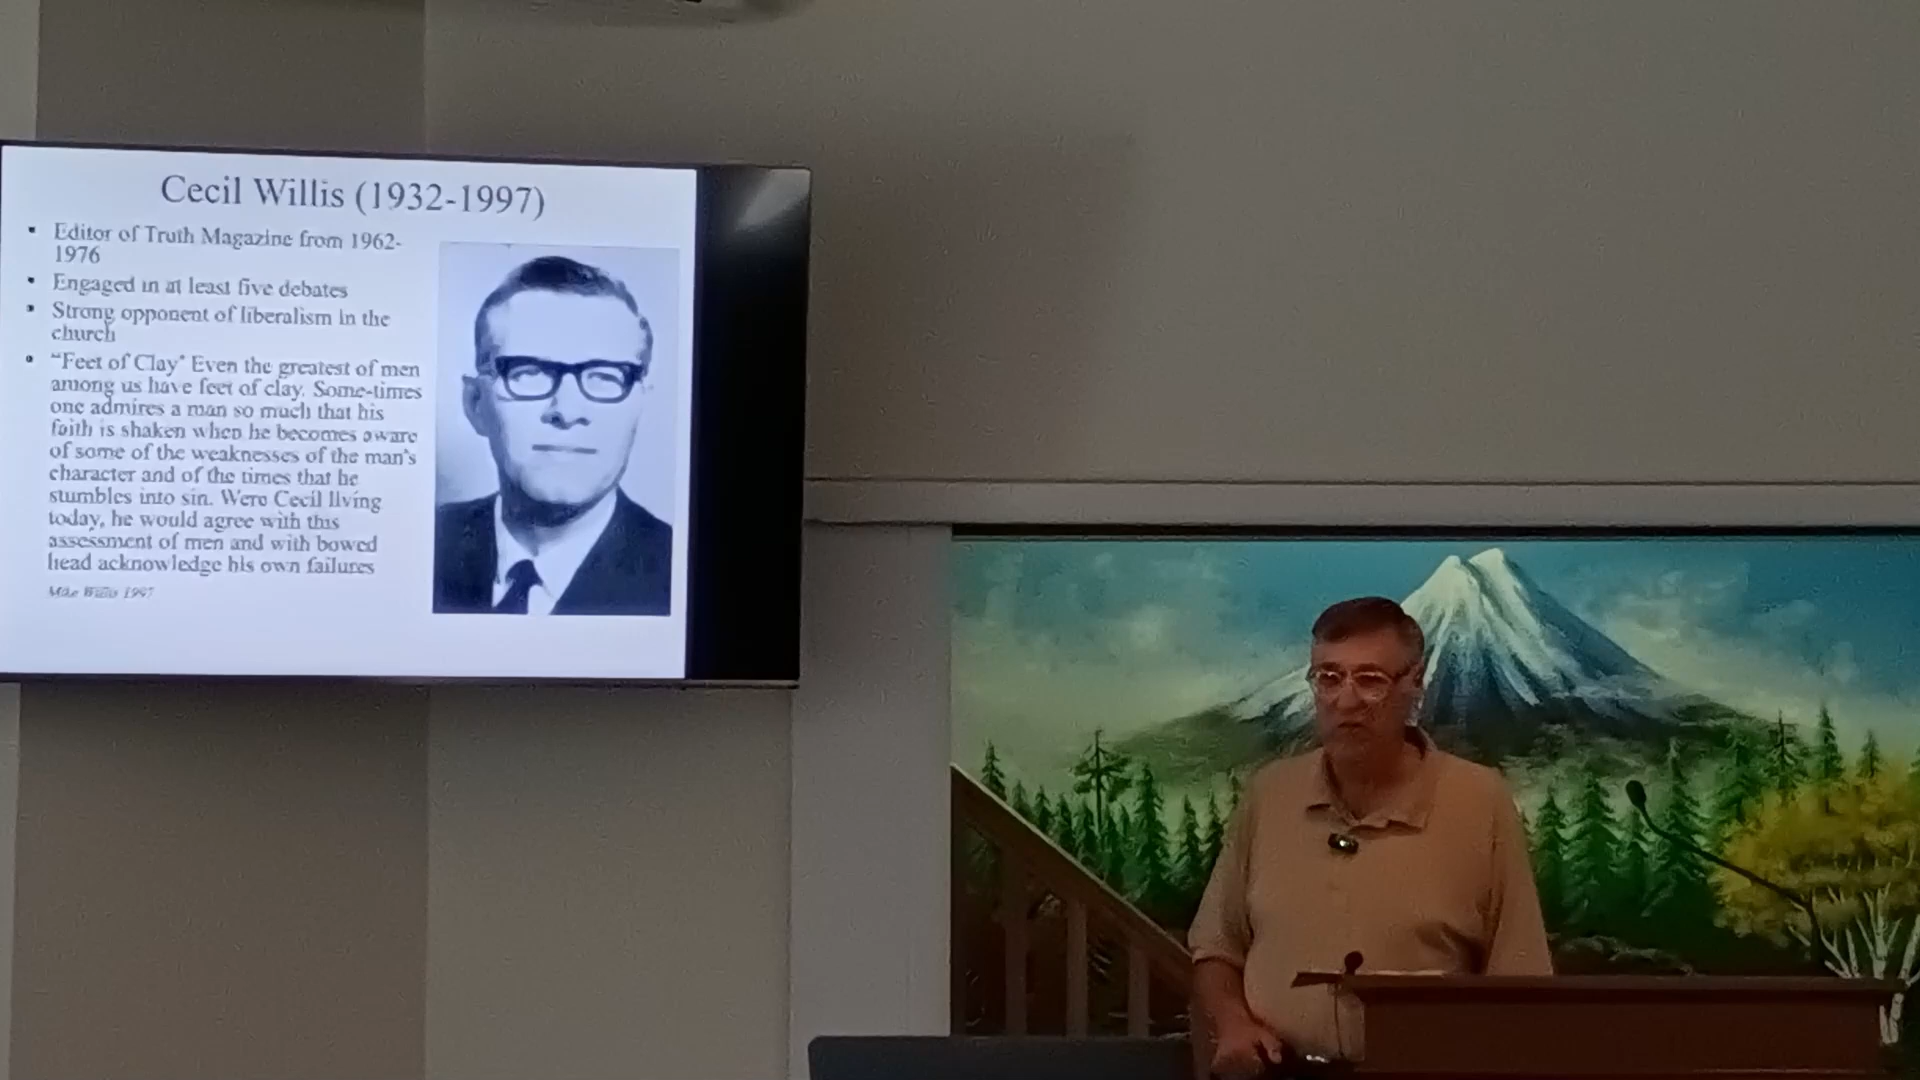 Cecil Willis (1932-1997)
▪ Editor of Truth Magazine from 1962-
1976
▪ Engaged in at least five debates
▪ Strong opponent of liberalism in the
church
• “Feet of Clay” Even the greatest of men
among us have feet of clay. Some-times
one admires a man so much that his
faith is shaken when he becomes aware
of some of the weaknesses of the man's
character and of the times that he
stumbles into sin. Were Cecil living
today, he would agree with this
assessment of men and with bowed
head acknowledge his own failures
Mike Willis 1997